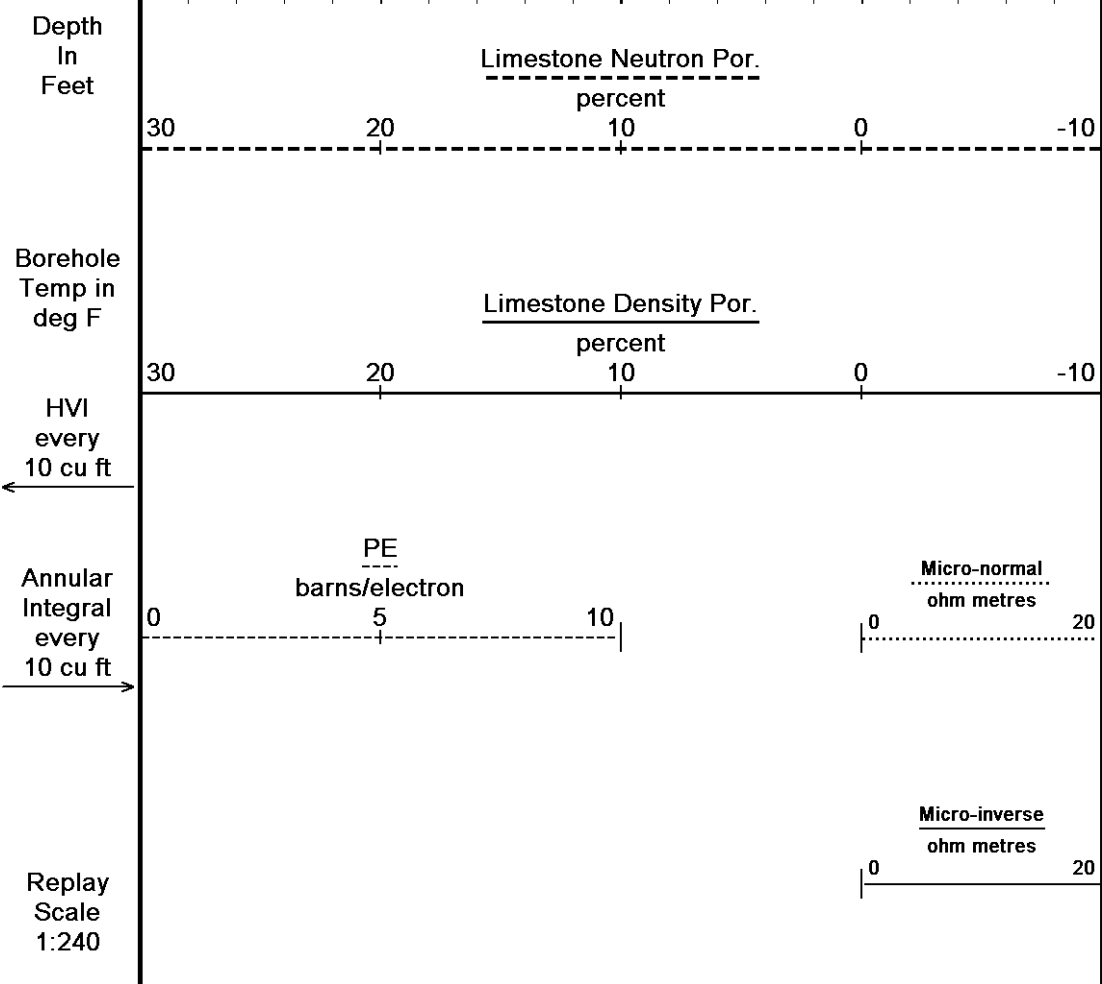 Depth
In
Feet
Limestone Neutron Por.
percent
30 20 10 0 -10
Borehole
Temp in
deg F
Limestone Density Por.
percent
30 20 10 0 -10
HVI
every
10 cu ft
PE
barns/electron
0 5 10
Annular
Integral
every
10 cu ft
Micro-normal
ohm metres
0 20
Micro-inverse
ohm metres
0 20
Replay
Scale
1:240